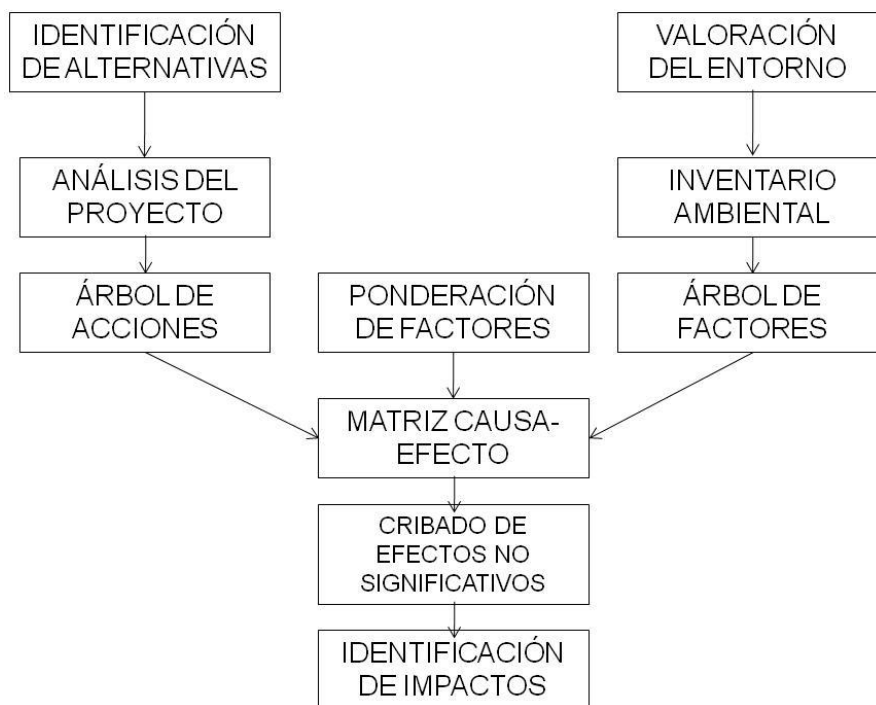 IDENTIFICACIÓN
DE ALTERNATIVAS
VALORACIÓN
DEL ENTORNO
ANÁLISIS DEL
PROYECTO
INVENTARIO
AMBIENTAL
ÁRBOL DE
ACCIONES
PONDERACIÓN
DE FACTORES
ÁRBOL DE
FACTORES
MATRIZ CAUSA-
EFECTO
CRIBADO DE
EFECTOS NO
SIGNIFICATIVOS
IDENTIFICACIÓN
DE IMPACTOS